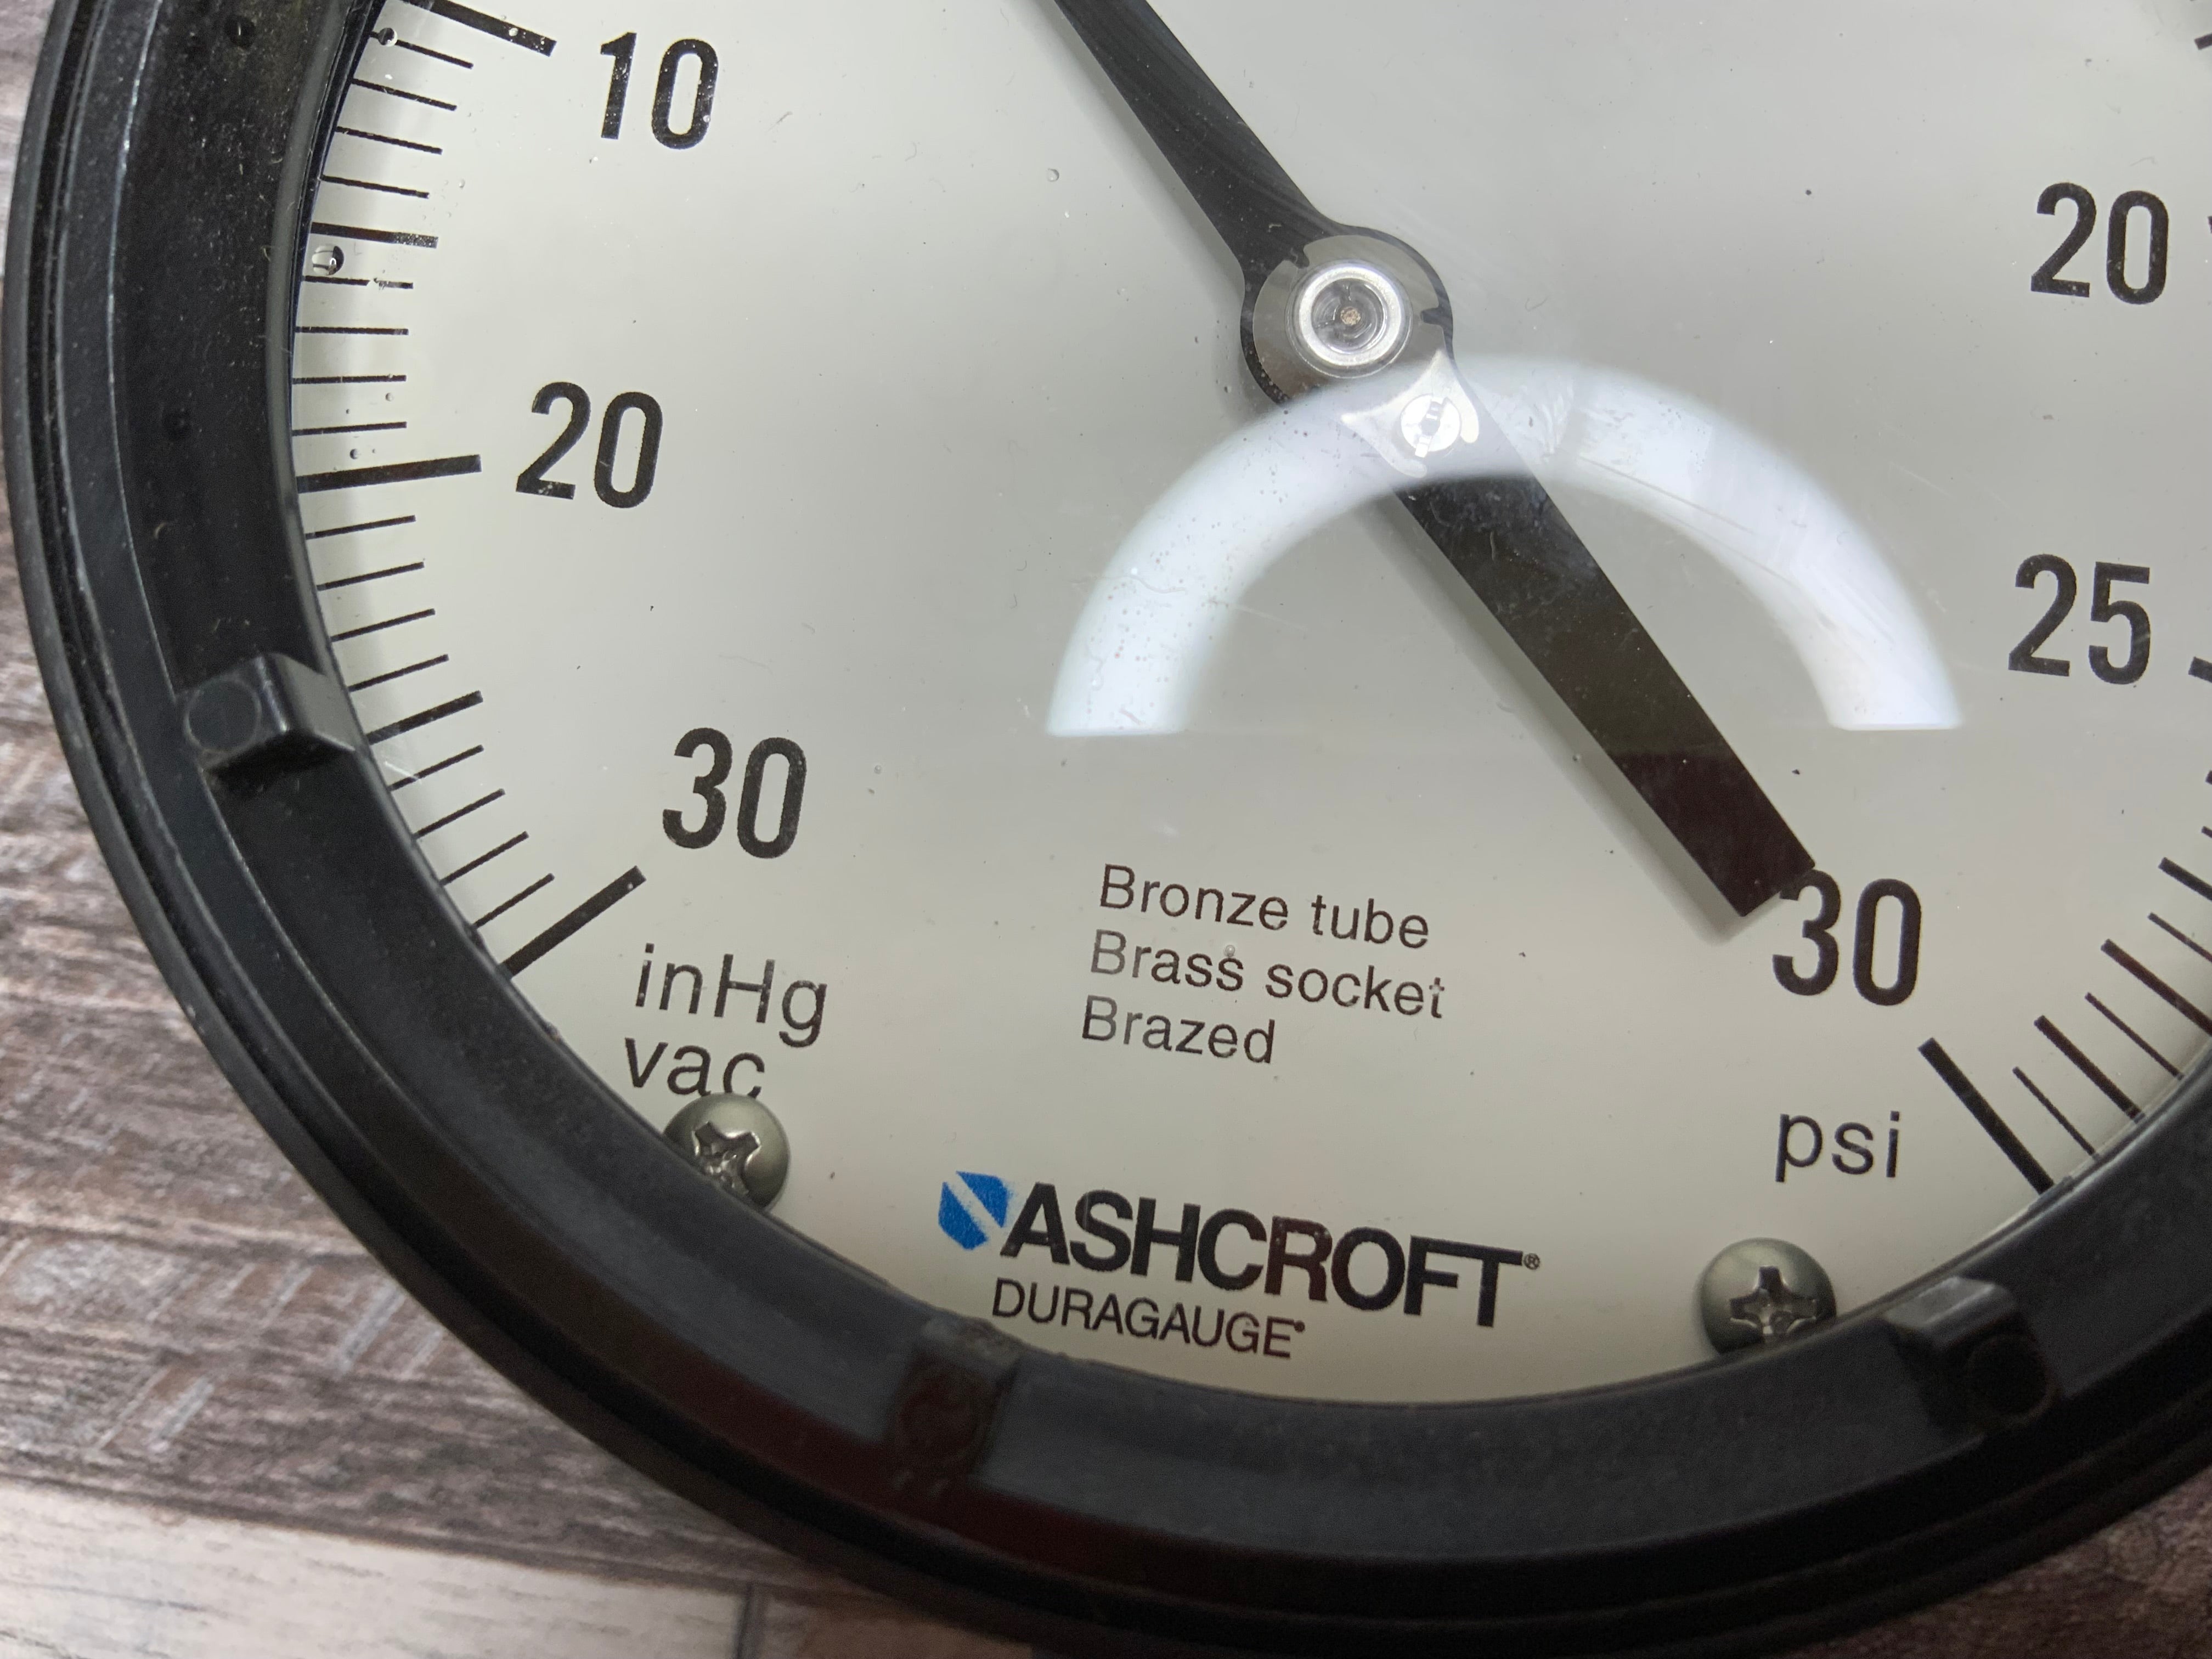 10
20
20
25
30
30
inHg
vac
psi
Bronze tube
Brass socket
Brazed
ASHCROFT®
DURAGAUGE